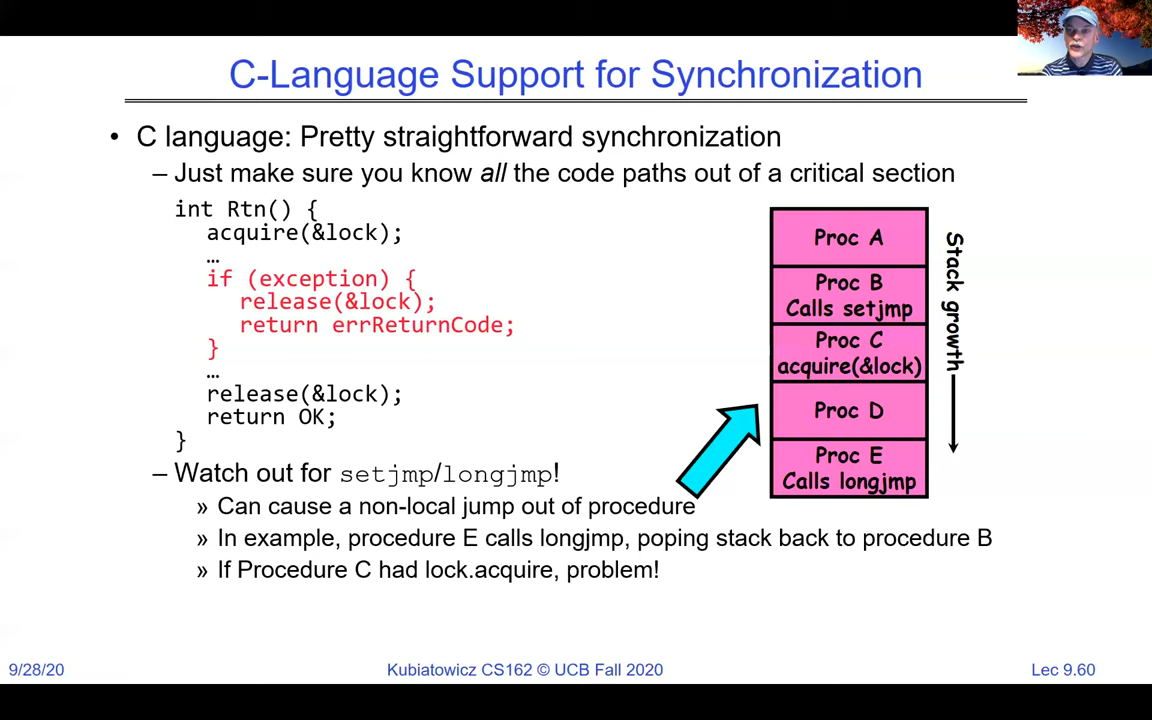 C-Language Support for Synchronization
• C language: Pretty straightforward synchronization
– Just make sure you know all the code paths out of a critical section
int Rtn() {
acquire(&lock);
…
if (exception) {
release(&lock);
return errReturnCode;
}
…
release(&lock);
return OK;
}
Proc A
Proc B
Calls setjmp
Proc C
acquire(&lock)
Proc D
Proc E
Calls longjmp
Stack growth
– Watch out for setjmp/longjmp!
» Can cause a non-local jump out of procedure
» In example, procedure E calls longjmp, poping stack back to procedure B
» If Procedure C had lock.acquire, problem!
9/28/20
Kubiatowicz CS162 © UCB Fall 2020
Lec 9.60